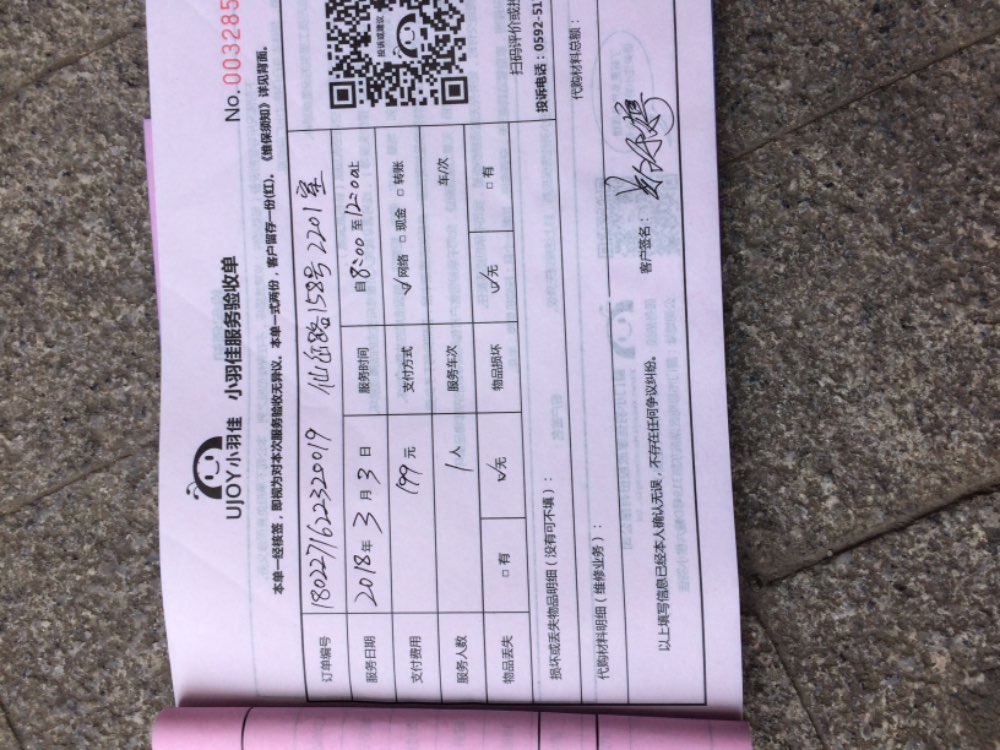 No.003285
UJOY小羽佳 小羽佳服务验收单
本单一经核签，即视为对本次服务验收无异议。本单一式两份，客户留存一份(红)。《维保须知》详见背面。
订单编号 1802271622320019 仙岳路158号2201室
服务日期 2018年3月3日 服务时间 自8:00至12:00止
支付费用 199元 支付方式 ☑网络 □现金 □转账
服务人数 1人 服务车次 车/次
物品丢失 □有 ☑无 物品损坏 ☑无 □有
投诉或建议
扫码评价或投
投诉电话：0592-51
损坏或丢失物品明细（没有可不填）：
代购材料明细（维修业务）： 代购材料总额：
以上填写信息已经本人确认无误，不存在任何争议纠纷。 客户签名：